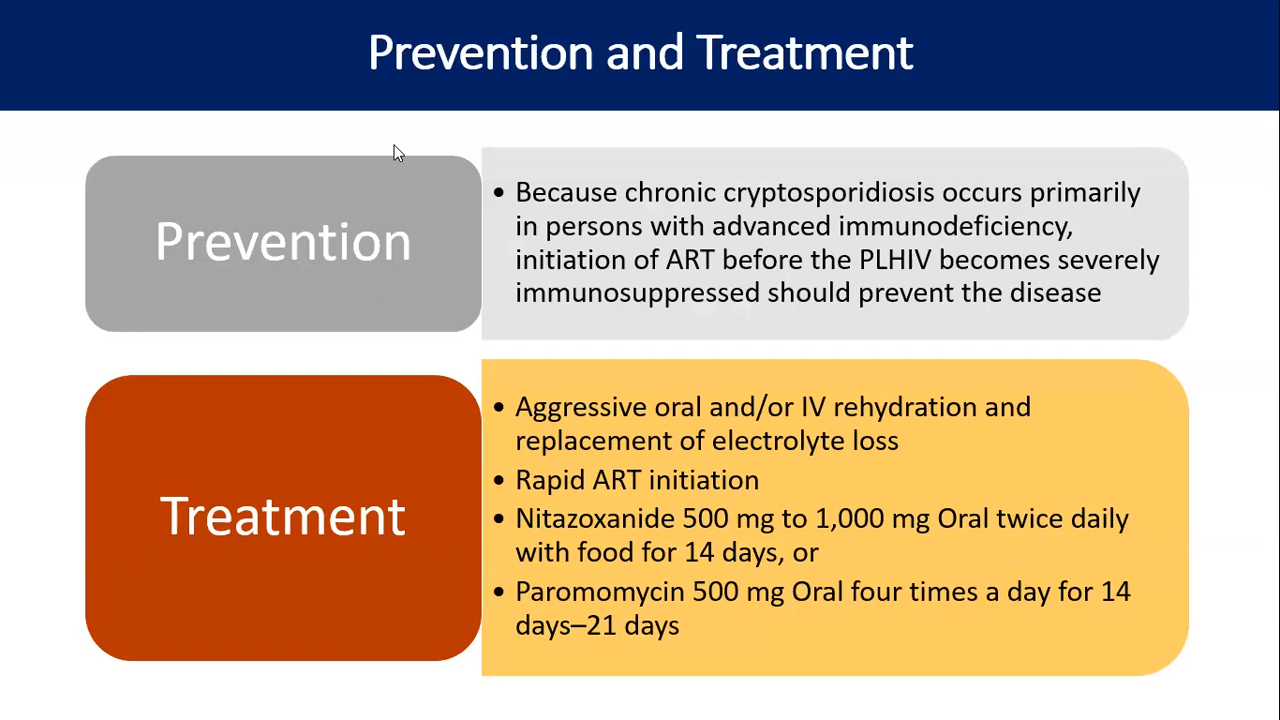 Prevention and Treatment
Prevention
• Because chronic cryptosporidiosis occurs primarily
in persons with advanced immunodeficiency,
initiation of ART before the PLHIV becomes severely
immunosuppressed should prevent the disease
Treatment
• Aggressive oral and/or IV rehydration and
replacement of electrolyte loss
• Rapid ART initiation
• Nitazoxanide 500 mg to 1,000 mg Oral twice daily
with food for 14 days, or
• Paromomycin 500 mg Oral four times a day for 14
days–21 days